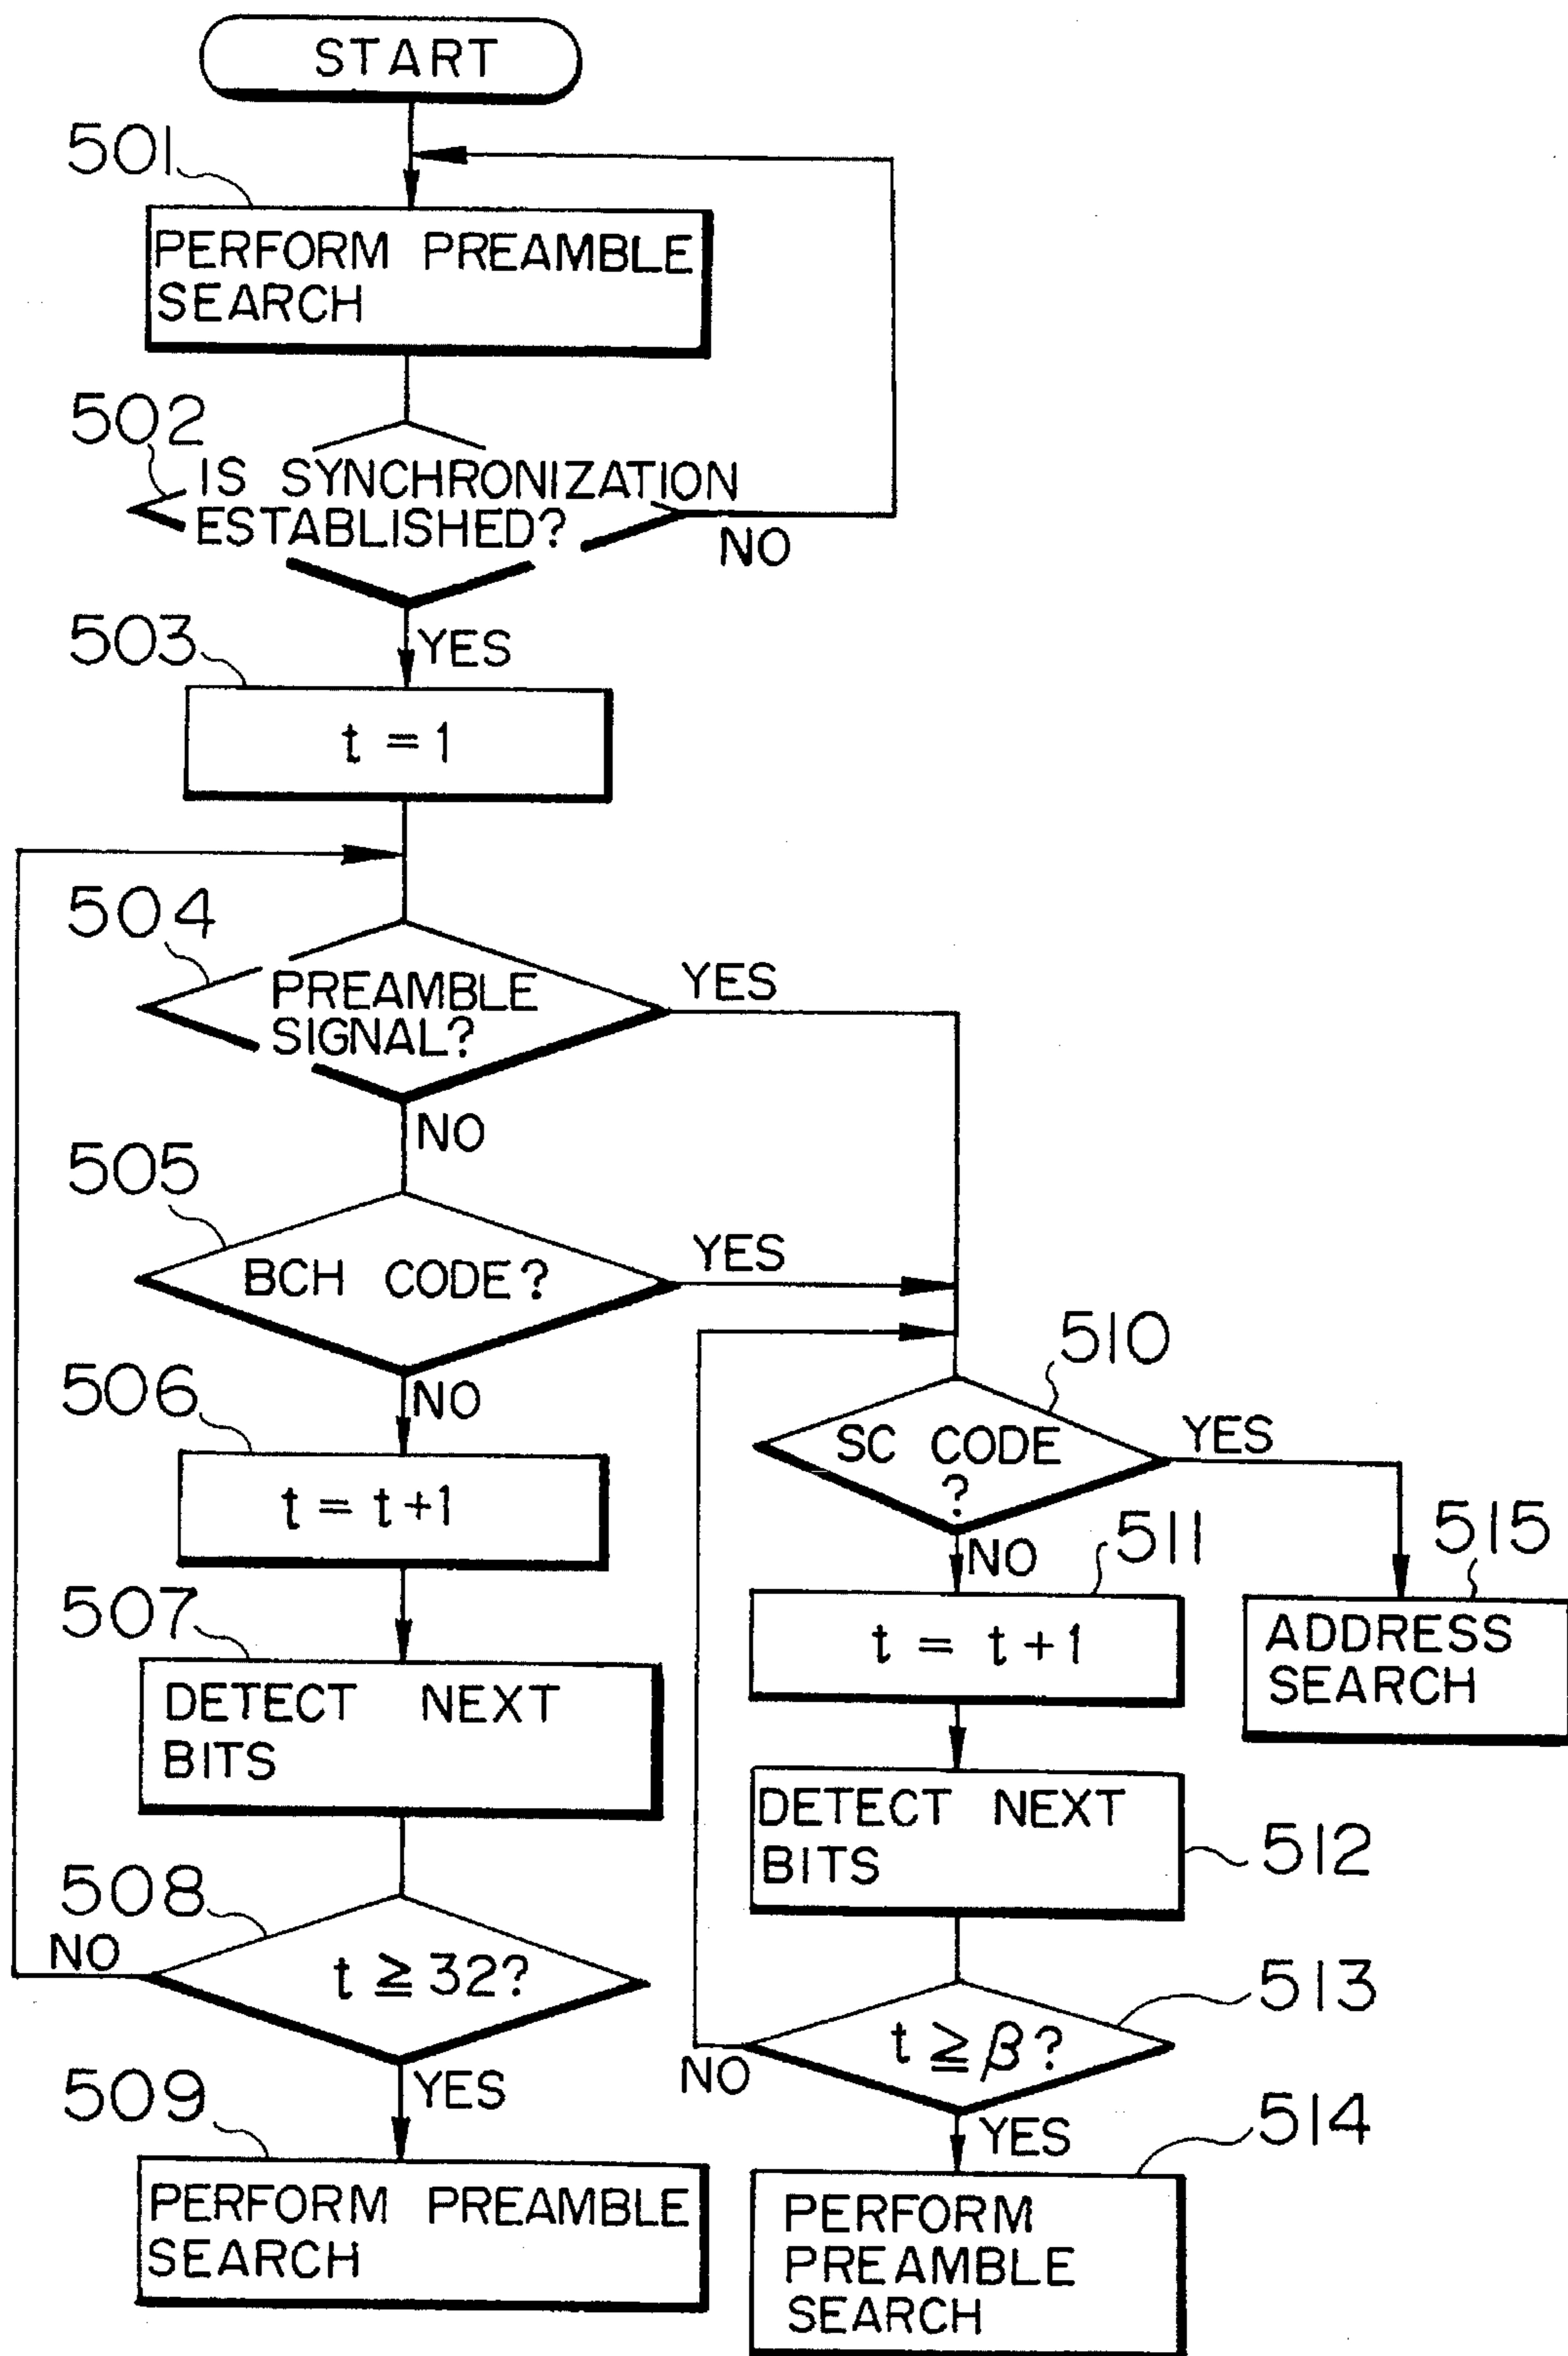 START
501
PERFORM PREAMBLE
SEARCH
502
IS SYNCHRONIZATION
ESTABLISHED?
NO
YES
503
t = 1
504
PREAMBLE
SIGNAL?
YES
NO
505
BCH CODE?
YES
NO
506
t = t+1
507
DETECT NEXT
BITS
508
t ≧ 32?
NO
YES
509
PERFORM PREAMBLE
SEARCH
510
SC CODE
?
YES
NO
511
t = t+1
515
ADDRESS
SEARCH
512
DETECT NEXT
BITS
513
t ≧ β?
NO
YES
514
PERFORM
PREAMBLE
SEARCH